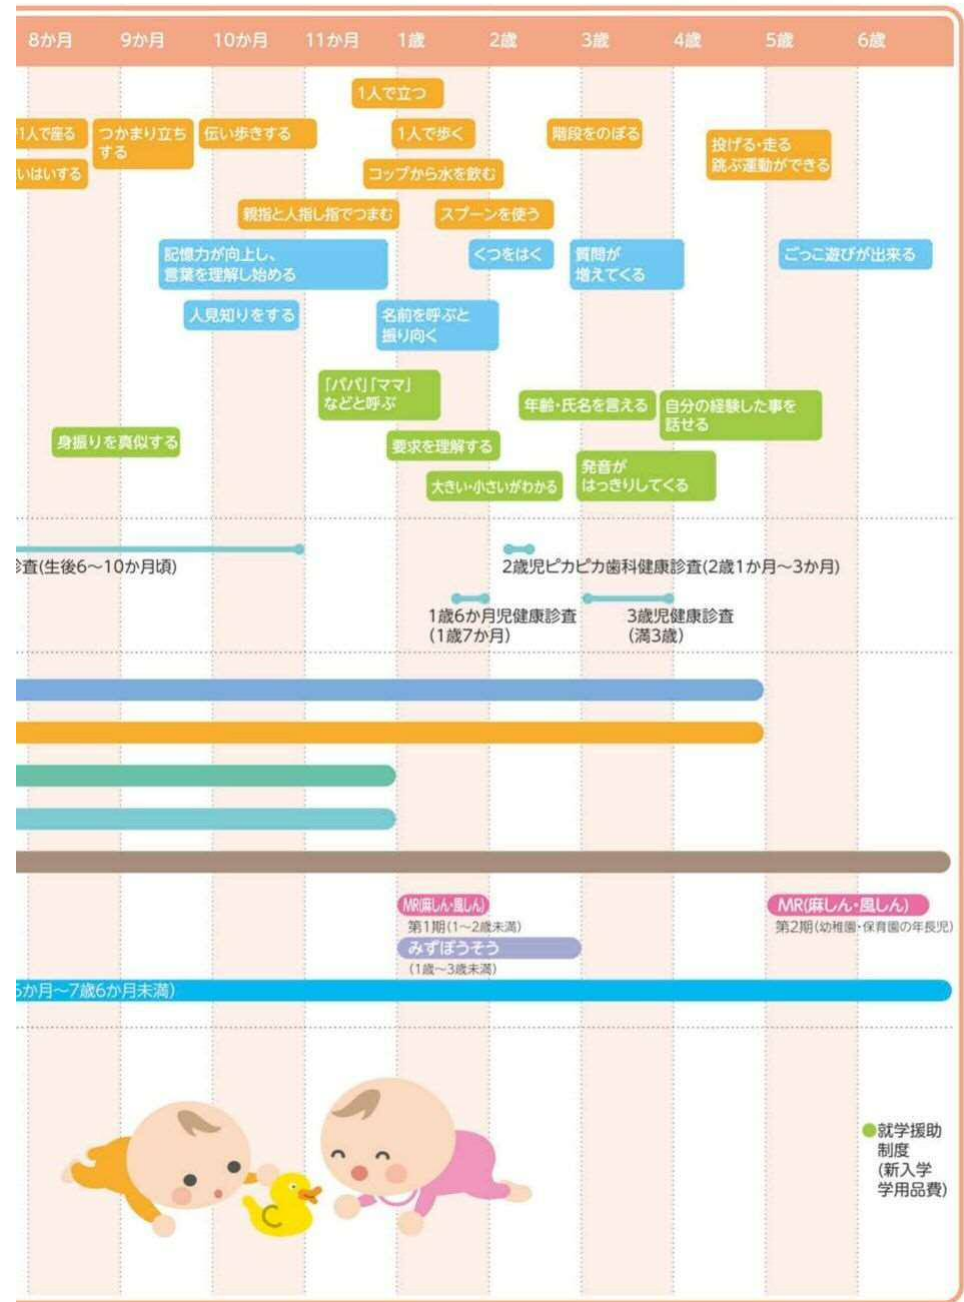 8か月 9か月 10か月 11か月 1歳 2歳 3歳 4歳 5歳 6歳
1人で立つ
1人で座る
つかまり立ち
する
伝い歩きする
1人で歩く
階段をのぼる
投げる・走る
跳ぶ運動ができる
いはいする
コップから水を飲む
親指と人指し指でつまむ
スプーンを使う
記憶力が向上し、
言葉を理解し始める
くつをはく
質問が
増えてくる
ごっこ遊びが出来る
人見知りをする
名前を呼ぶと
振り向く
「パパ」「ママ」
などと呼ぶ
年齢・氏名を言える
自分の経験した事を
話せる
身振りを真似する
要求を理解する
発音が
はっきりしてくる
大きい・小さいがわかる
査(生後6〜10か月頃)
2歳児ピカピカ歯科健康診査(2歳1か月〜3か月)
1歳6か月児健康診査
(1歳7か月)
3歳児健康診査
(満3歳)
MR(麻しん・風しん)
第1期(1〜2歳未満)
MR(麻しん・風しん)
第2期(幼稚園・保育園の年長児)
みずぼうそう
(1歳〜3歳未満)
か月〜7歳6か月未満)
就学援助
制度
(新入学
学用品費)